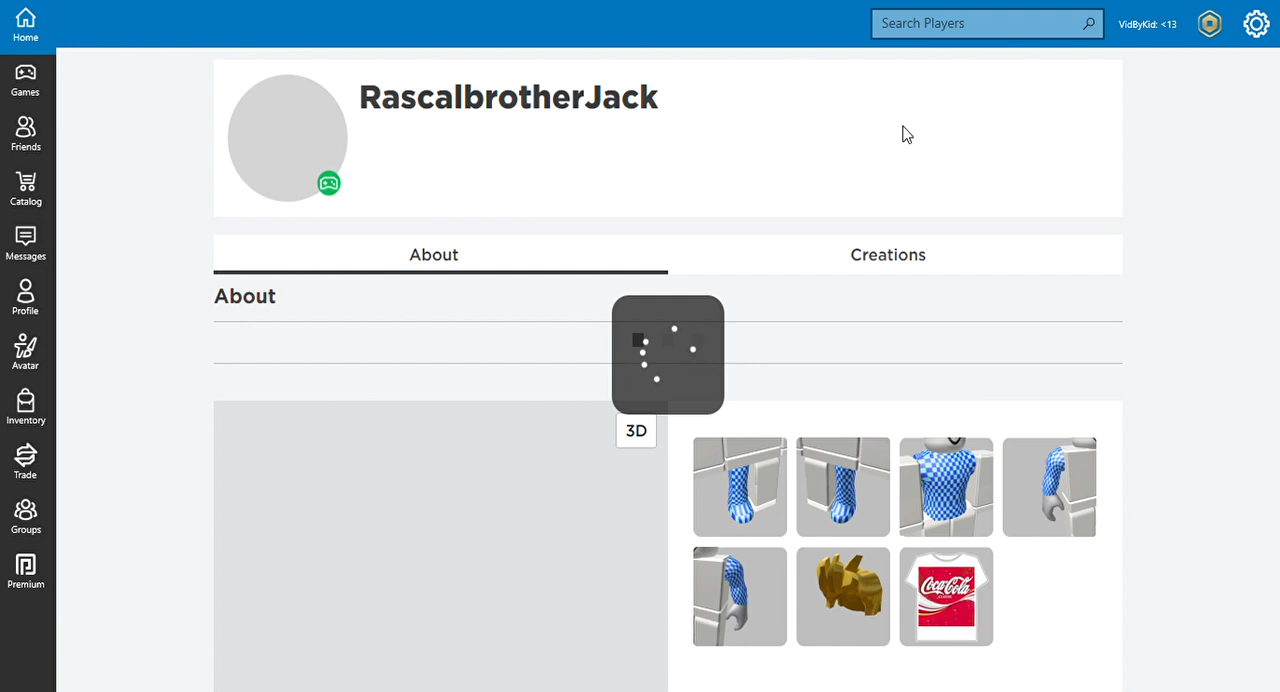 Home
Search Players
VidByKid: <13
Games
Friends
Catalog
Messages
Profile
Avatar
Inventory
Trade
Groups
Premium
RascalbrotherJack
About
Creations
About
3D
Coca-Cola